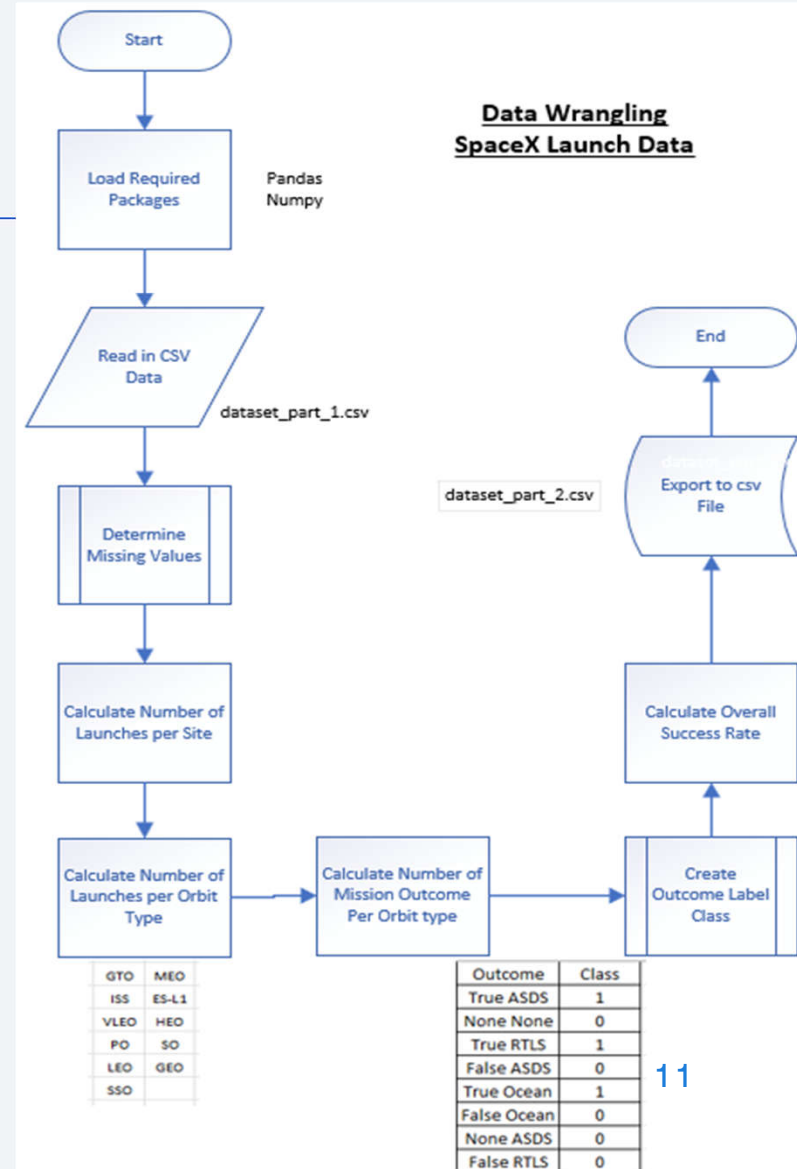 Start
Data Wrangling
SpaceX Launch Data
Load Required
Packages
Pandas
Numpy
Read in CSV
Data
dataset_part_1.csv
End
Determine
Missing Values
dataset_part_2.csv
Export to csv
File
Calculate Number of
Launches per Site
Calculate Overall
Success Rate
Calculate Number of
Launches per Orbit
Type
Calculate Number of
Mission Outcome
Per Orbit type
Create
Outcome Label
Class
GTO MEO
ISS ES-L1
VLEO HEO
PO SO
LEO GEO
SSO
Outcome Class
True ASDS 1
None None 0
True RTLS 1
False ASDS 0
True Ocean 1
False Ocean 0
None ASDS 0
False RTLS 0
11